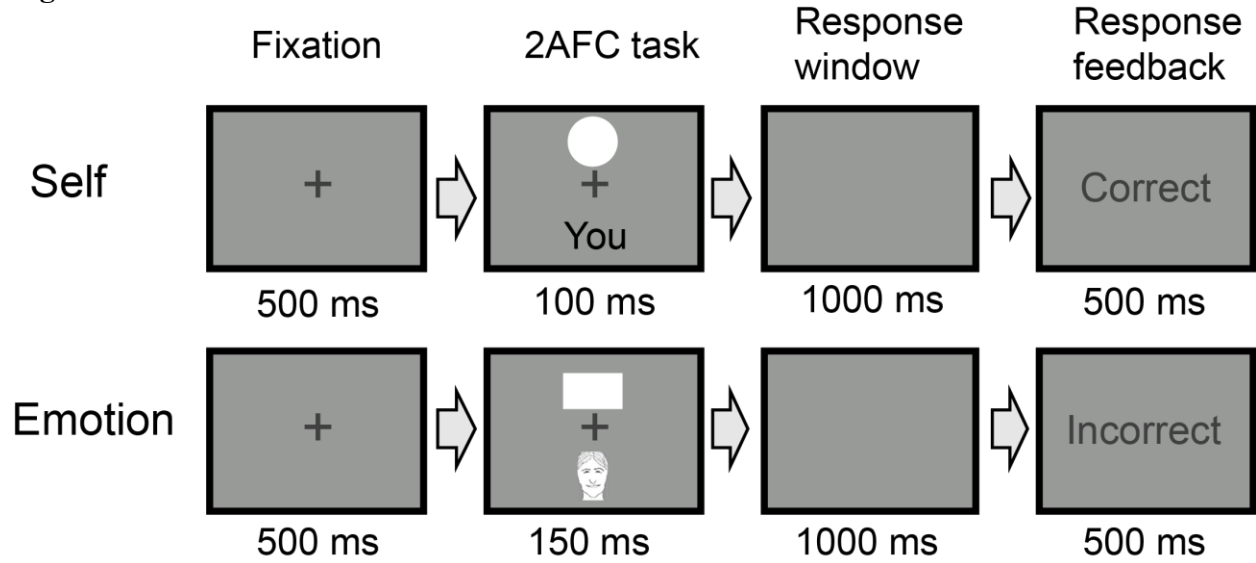 Fixation
2AFC task
Response
window
Response
feedback
Self
You
Correct
500 ms
100 ms
1000 ms
500 ms
Emotion
Incorrect
500 ms
150 ms
1000 ms
500 ms